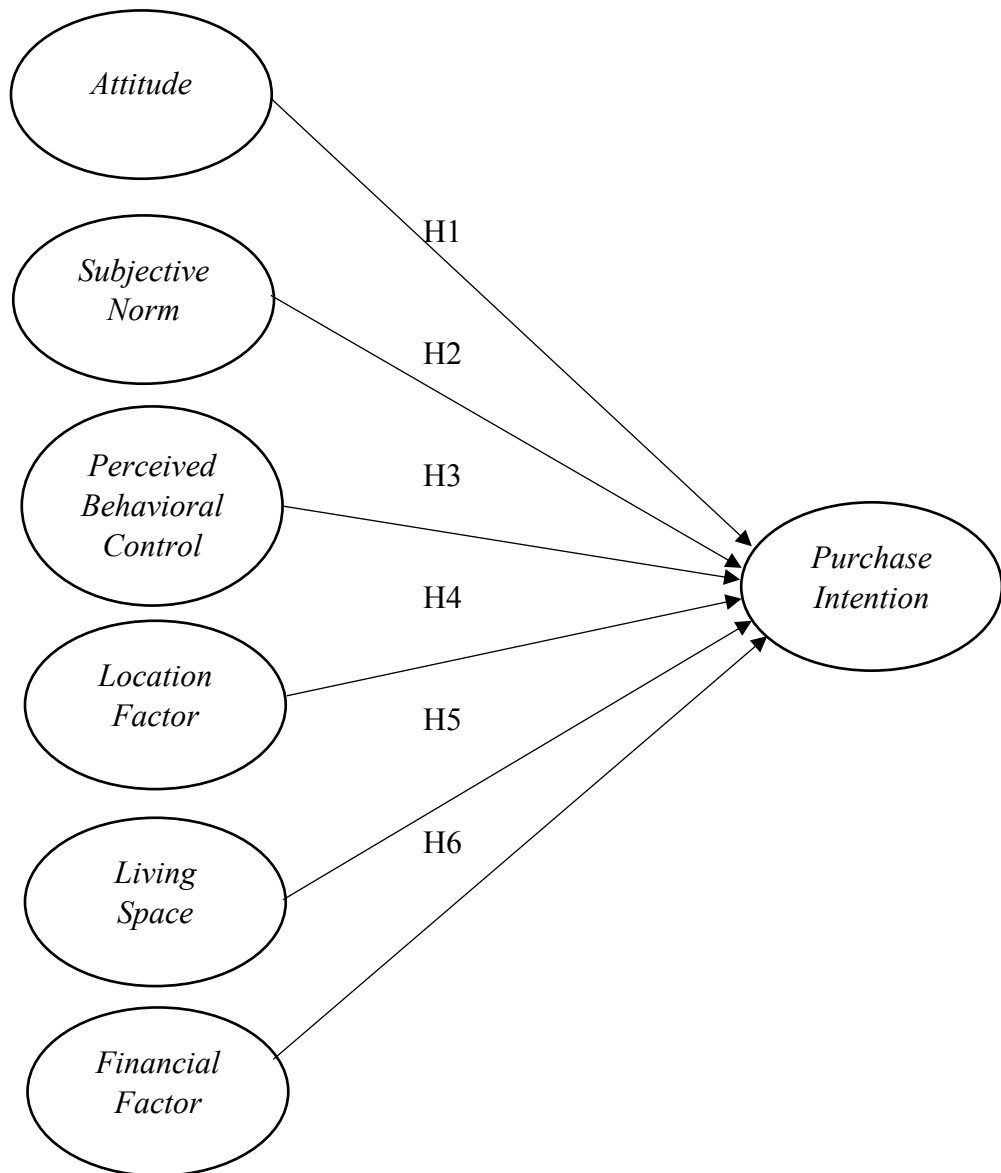 Attitude
H1
Subjective
Norm
H2
Perceived
Behavioral
Control
H3
Purchase
Intention
H4
Location
Factor
H5
Living
Space
H6
Financial
Factor